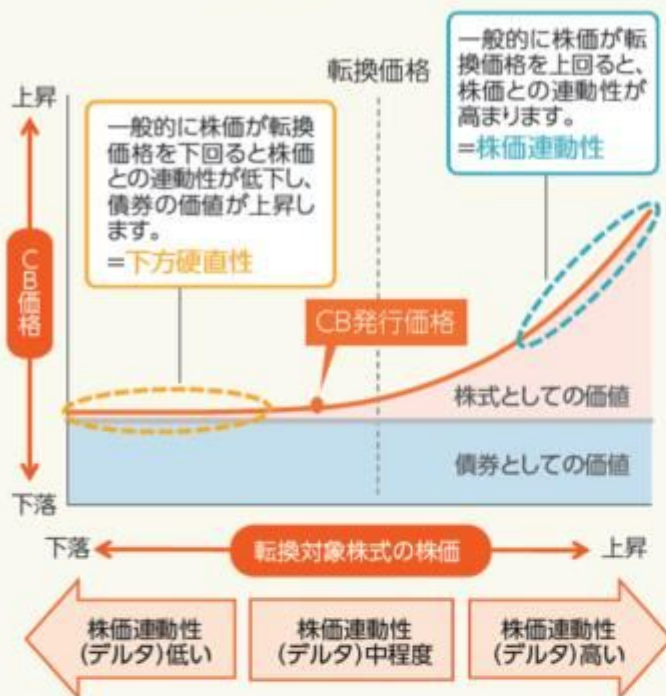 転換価格
一般的に株価が転
換価格を上回ると、
株価との連動性が
高まります。
=株価連動性
上昇
一般的に株価が転換
価格を下回ると株価
との連動性が低下し、
債券の価値が上昇し
ます。
=下方硬直性
CB価格
CB発行価格
株式としての価値
債券としての価値
下落
下落
転換対象株式の株価
上昇
株価連動性
(デルタ)低い
株価連動性
(デルタ)中程度
株価連動性
(デルタ)高い